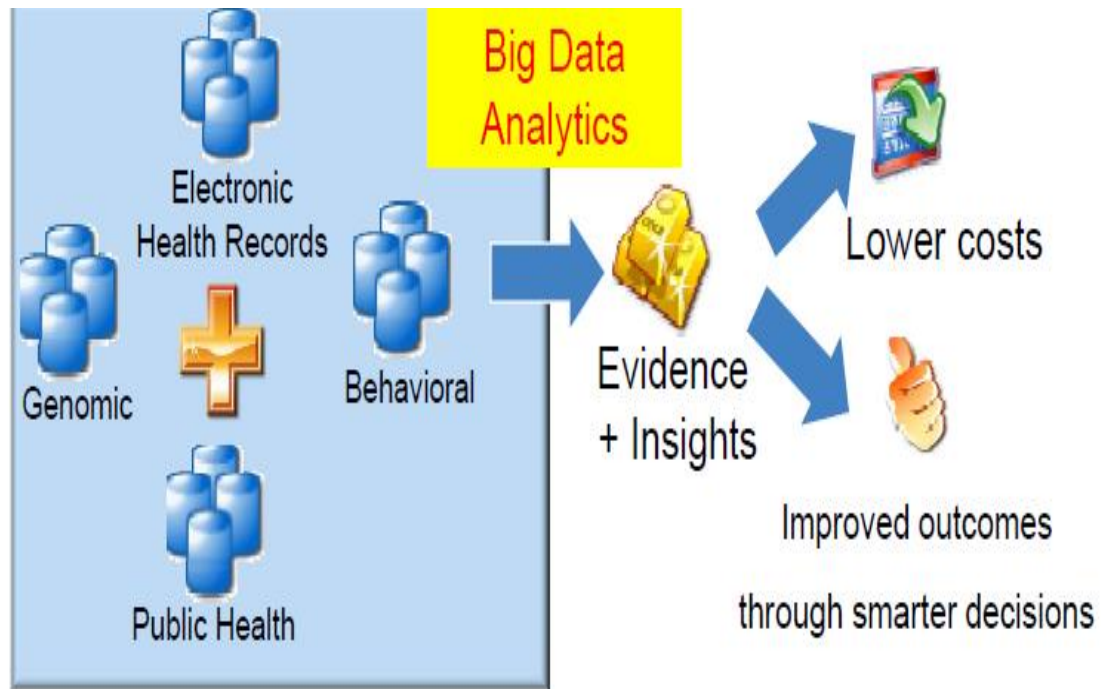 Big Data
Analytics
Electronic
Health Records
Genomic
Behavioral
Public Health
Evidence
+ Insights
Lower costs
Improved outcomes
through smarter decisions